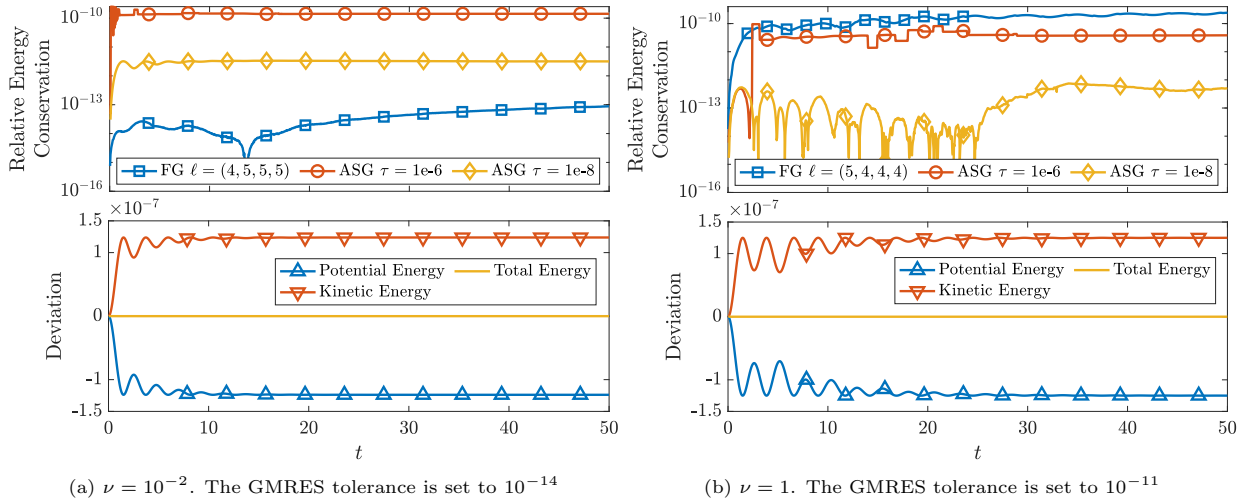 Relative Energy
Conservation
10^{-10}
10^{-13}
10^{-16}
FG ℓ = (4, 5, 5, 5)
ASG τ = 1e-6
ASG τ = 1e-8
×10^{-7}
Deviation
1.5
1
0
-1
-1.5
Potential Energy
Total Energy
Kinetic Energy
0
10
20
30
40
50
t
(a) ν = 10^{-2}. The GMRES tolerance is set to 10^{-14}
Relative Energy
Conservation
10^{-10}
10^{-13}
10^{-16}
FG ℓ = (5, 4, 4, 4)
ASG τ = 1e-6
ASG τ = 1e-8
×10^{-7}
Deviation
1.5
1
0
-1
-1.5
Potential Energy
Total Energy
Kinetic Energy
0
10
20
30
40
50
t
(b) ν = 1. The GMRES tolerance is set to 10^{-11}